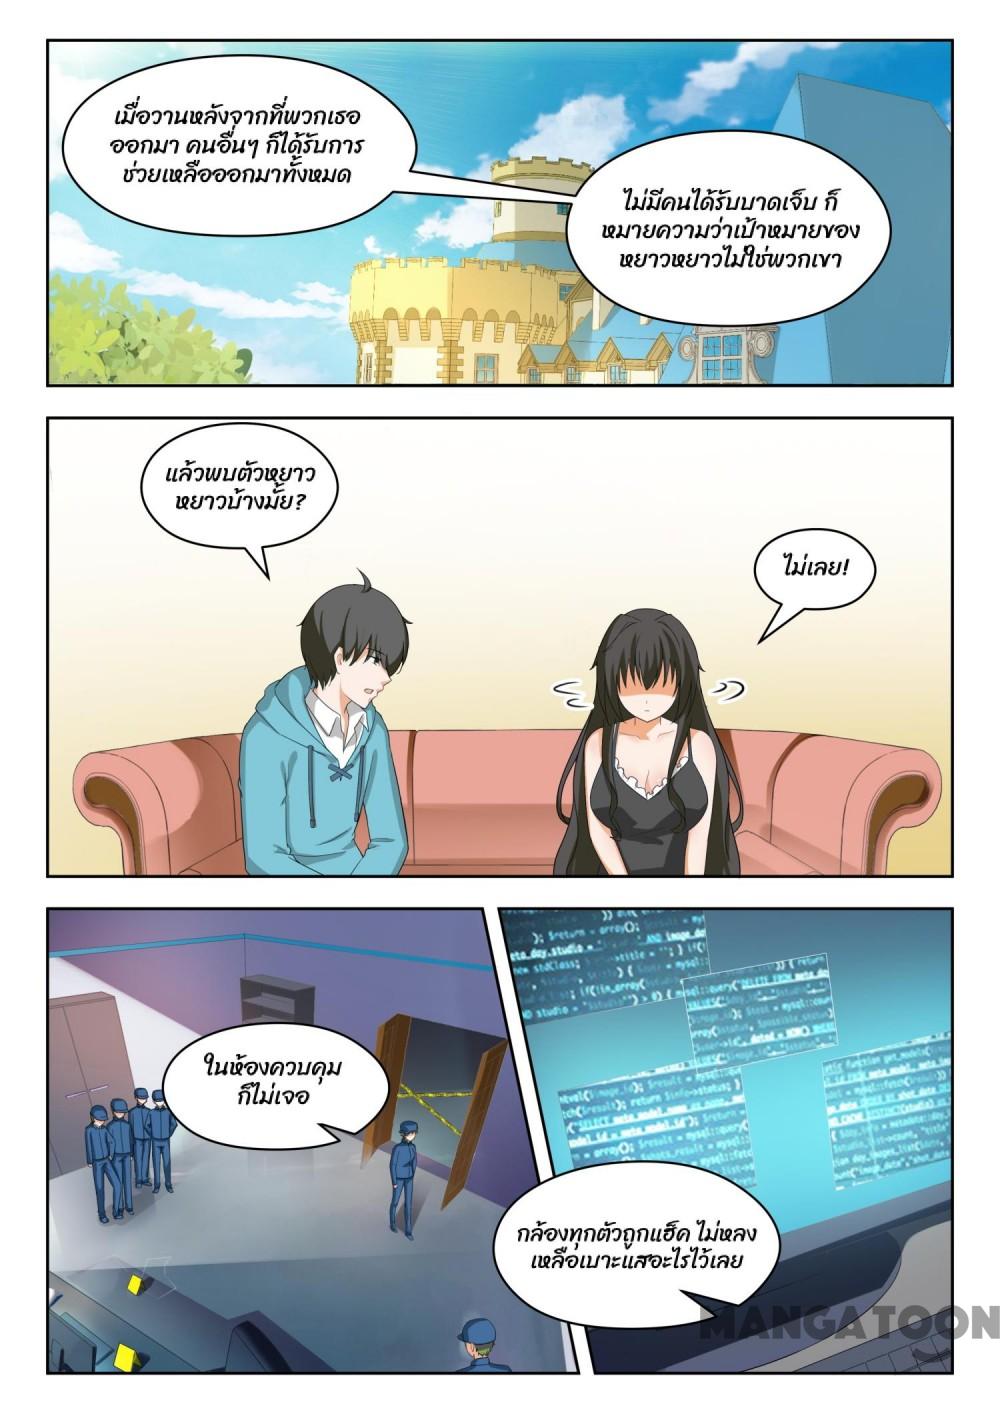 เมื่อวานหลังจากที่พวกเธอ
ออกมา คนอื่นๆ ก็ได้รับการ
ช่วยเหลือออกมาทั้งหมด
ไม่มีคนได้รับบาดเจ็บ ก็
หมายความว่าเป้าหมายของ
หยาวหยาวไม่ใช่พวกเขา
แล้วพบตัวหยาว
หยาวบ้างมั้ย?
ไม่เลย!
ในห้องควบคุม
ก็ไม่เจอ
กล้องทุกตัวถูกแฮ็ค ไม่หลง
เหลือเบาะแสอะไรไว้เลย
MANGATOON